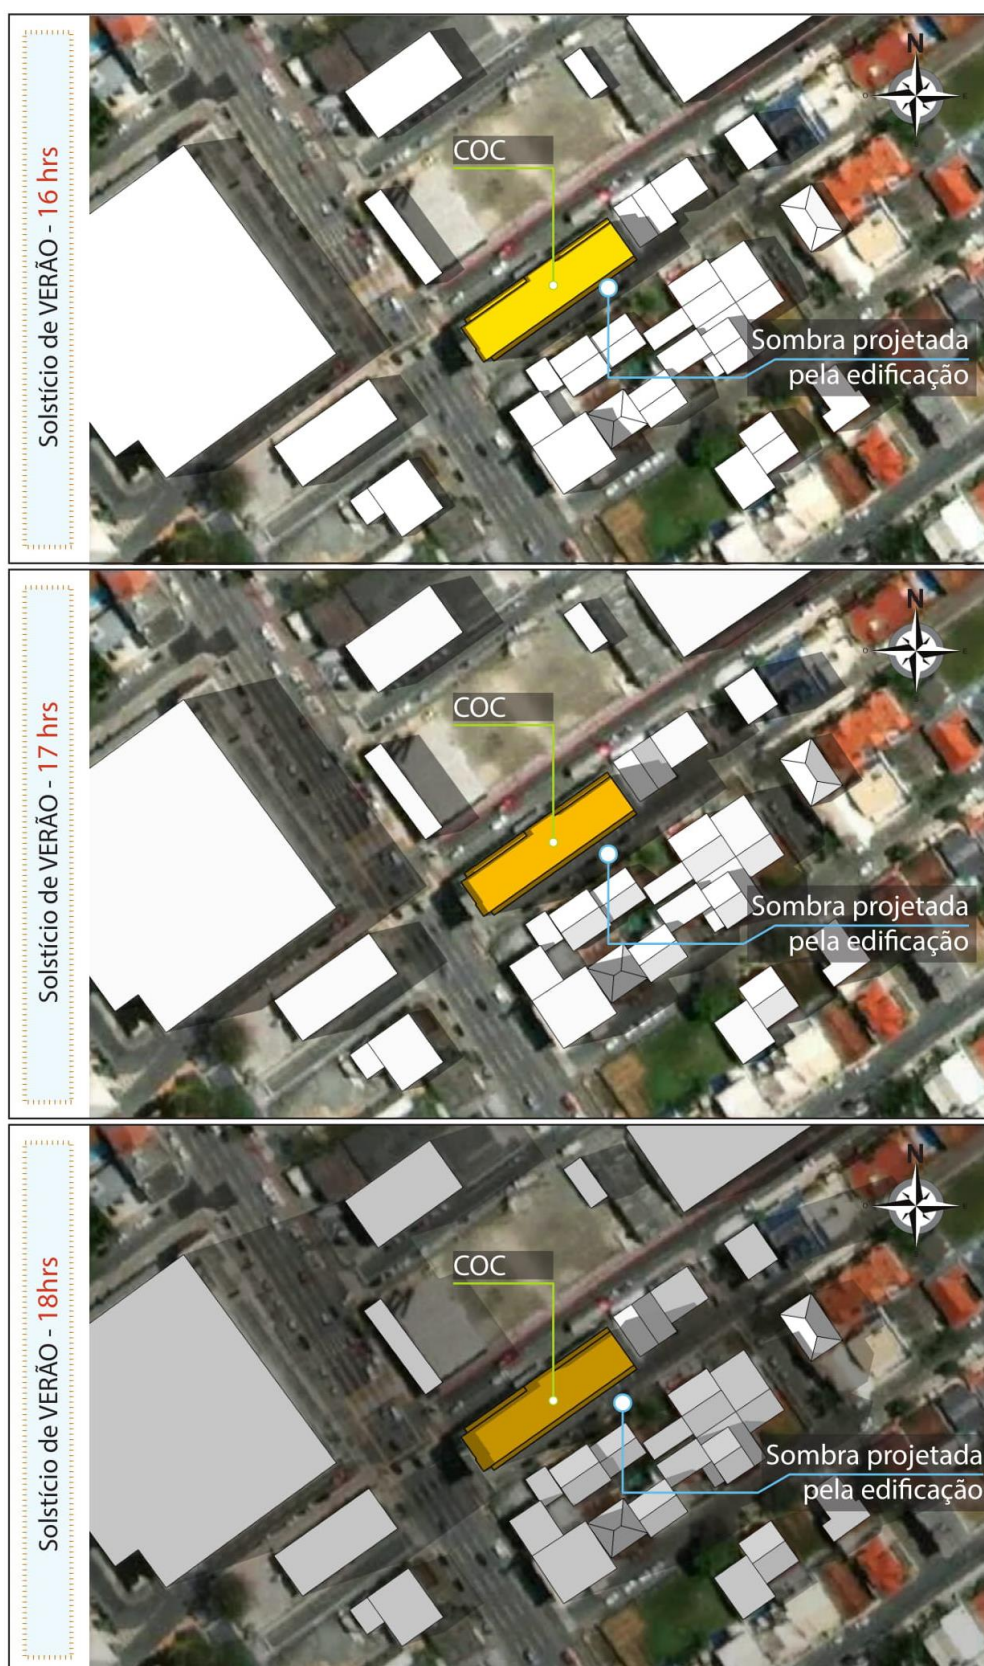 Solstício de VERÃO - 16 hrs
N
O
E
COC
Sombra projetada
pela edificação
Solstício de VERÃO - 17 hrs
N
O
E
COC
Sombra projetada
pela edificação
Solstício de VERÃO - 18hrs
N
O
E
COC
Sombra projetada
pela edificação